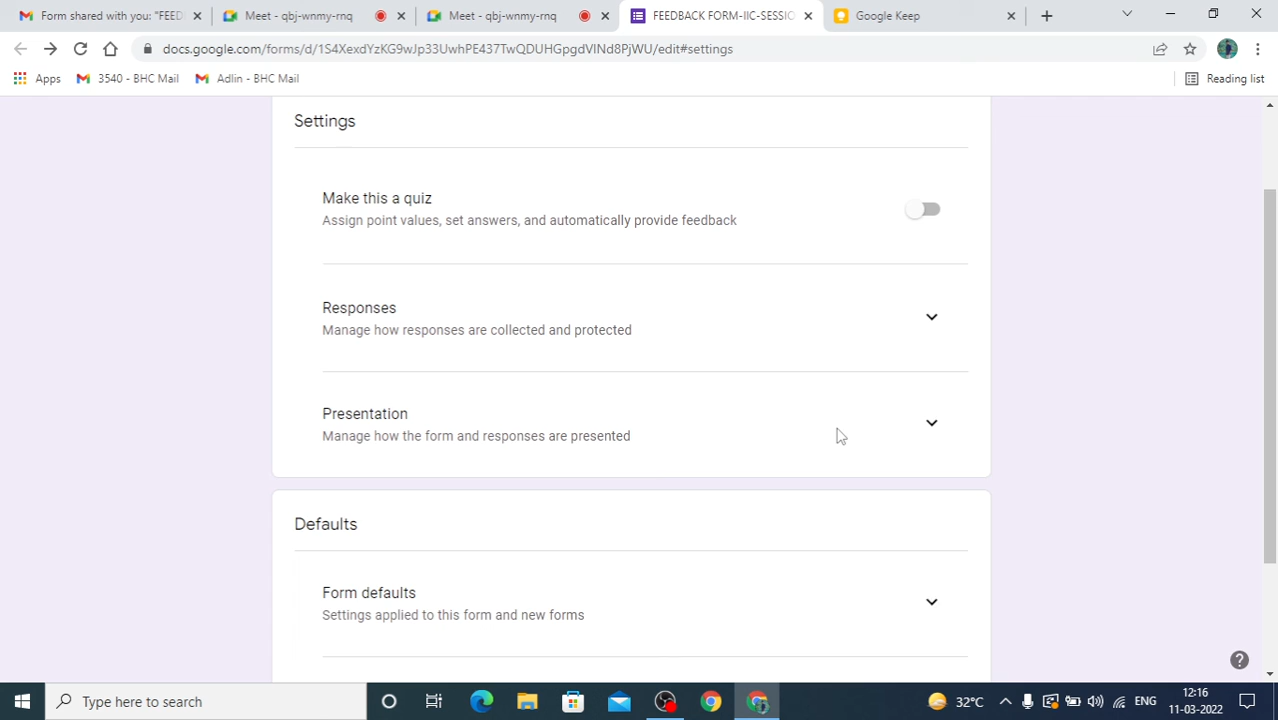 Form shared with you: "FEED
Meet - qbj-wnmy-rnq
Meet - qbj-wnmy-rnq
FEEDBACK FORM-IIC-SESSIO
Google Keep
docs.google.com/forms/d/1S4XexdYzKG9wJp33UwhPE437TwQDUHGpgdVINd8PjWU/edit#settings
Apps
3540 - BHC Mail
Adlin - BHC Mail
Reading list
Settings
Make this a quiz
Assign point values, set answers, and automatically provide feedback
Responses
Manage how responses are collected and protected
Presentation
Manage how the form and responses are presented
Defaults
Form defaults
Settings applied to this form and new forms
Type here to search
32°C
ENG
12:16
11-03-2022